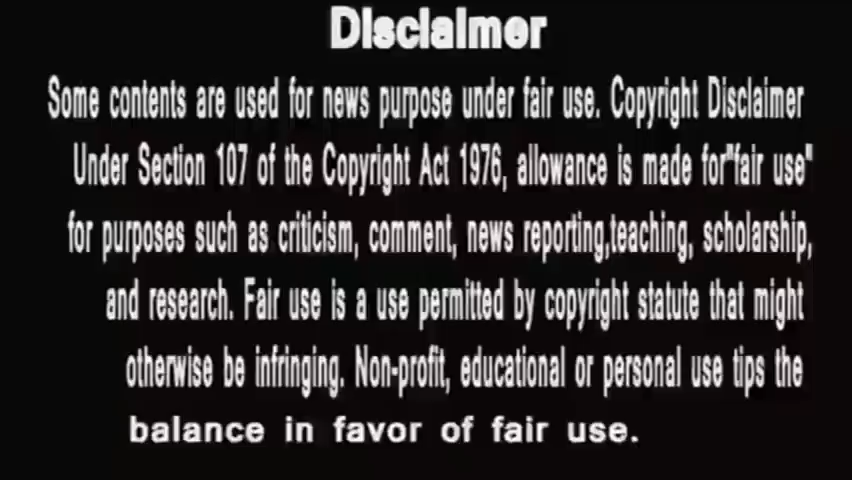 Disclaimer
Some contents are used for news purpose under fair use. Copyright Disclaimer
Under Section 107 of the Copyright Act 1976, allowance is made for"fair use"
for purposes such as criticism, comment, news reporting,teaching, scholarship,
and research. Fair use is a use permitted by copyright statute that might
otherwise be infringing. Non-profit, educational or personal use tips the
balance in favor of fair use.